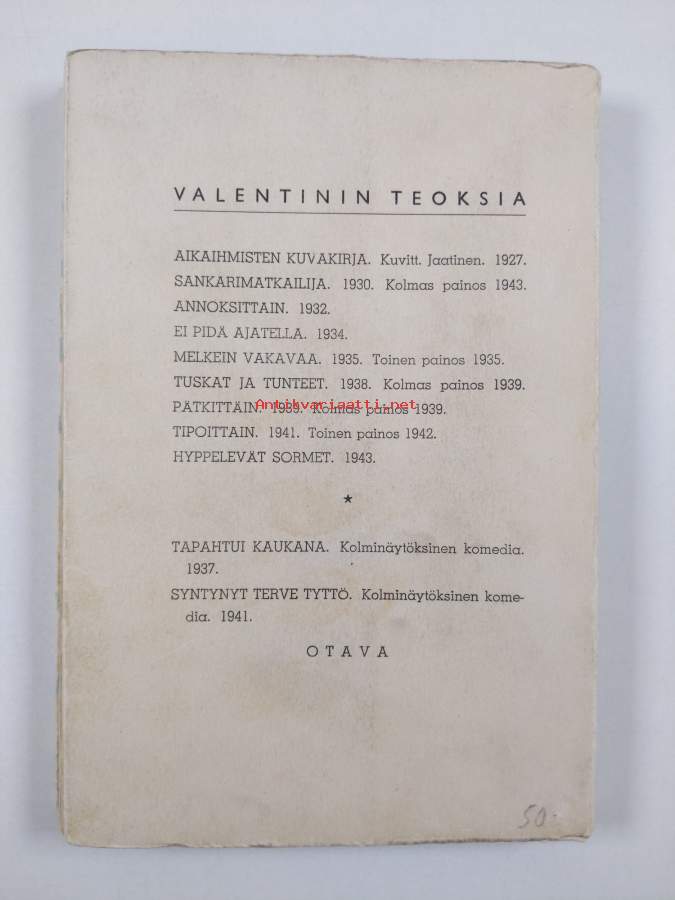 VALENTININ TEOKSIA
AIKAIHMISTEN KUVAKIRJA. Kuvitt. Jaatinen. 1927.
SANKARIMATKAILIJA. 1930. Kolmas painos 1943.
ANNOKSITTAIN. 1932.
EI PIDÄ AJATELLA. 1934.
MELKEIN VAKAVAA. 1935. Toinen painos 1935.
TUSKAT JA TUNTEET. 1938. Kolmas painos 1939.
Antikvariaatti.net
PÄTKITTÄIN. 1939. Kolmas painos 1939.
TIPOITTAIN. 1941. Toinen painos 1942.
HYPPELEVÄT SORMET. 1943.
*
TAPAHTUI KAUKANA. Kolminäytöksinen komedia.
1937.
SYNTYNYT TERVE TYTTÖ. Kolminäytöksinen kome-
dia. 1941.
OTAVA
50.-